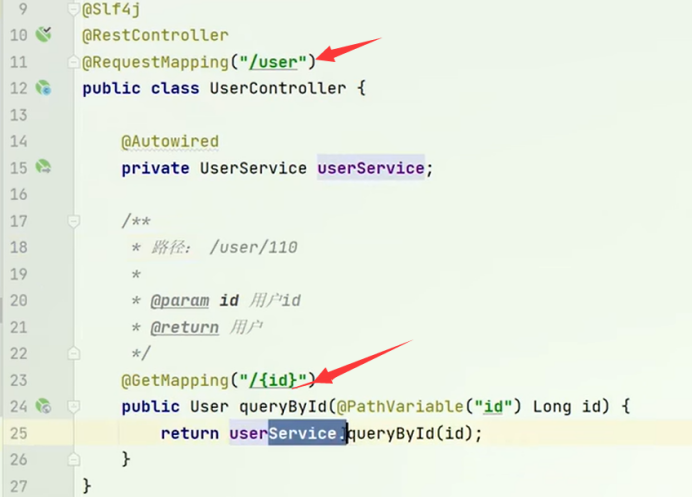 9 @Slf4j
10 @RestController
11 @RequestMapping("/user")
12 public class UserController {
13
14 @Autowired
15 private UserService userService;
16
17 /**
18 * 路径： /user/110
19 *
20 * @param id 用户id
21 * @return 用户
22 */
23 @GetMapping("/{id}")
24 public User queryById(@PathVariable("id") Long id) {
25 return userService.queryById(id);
26 }
27 }